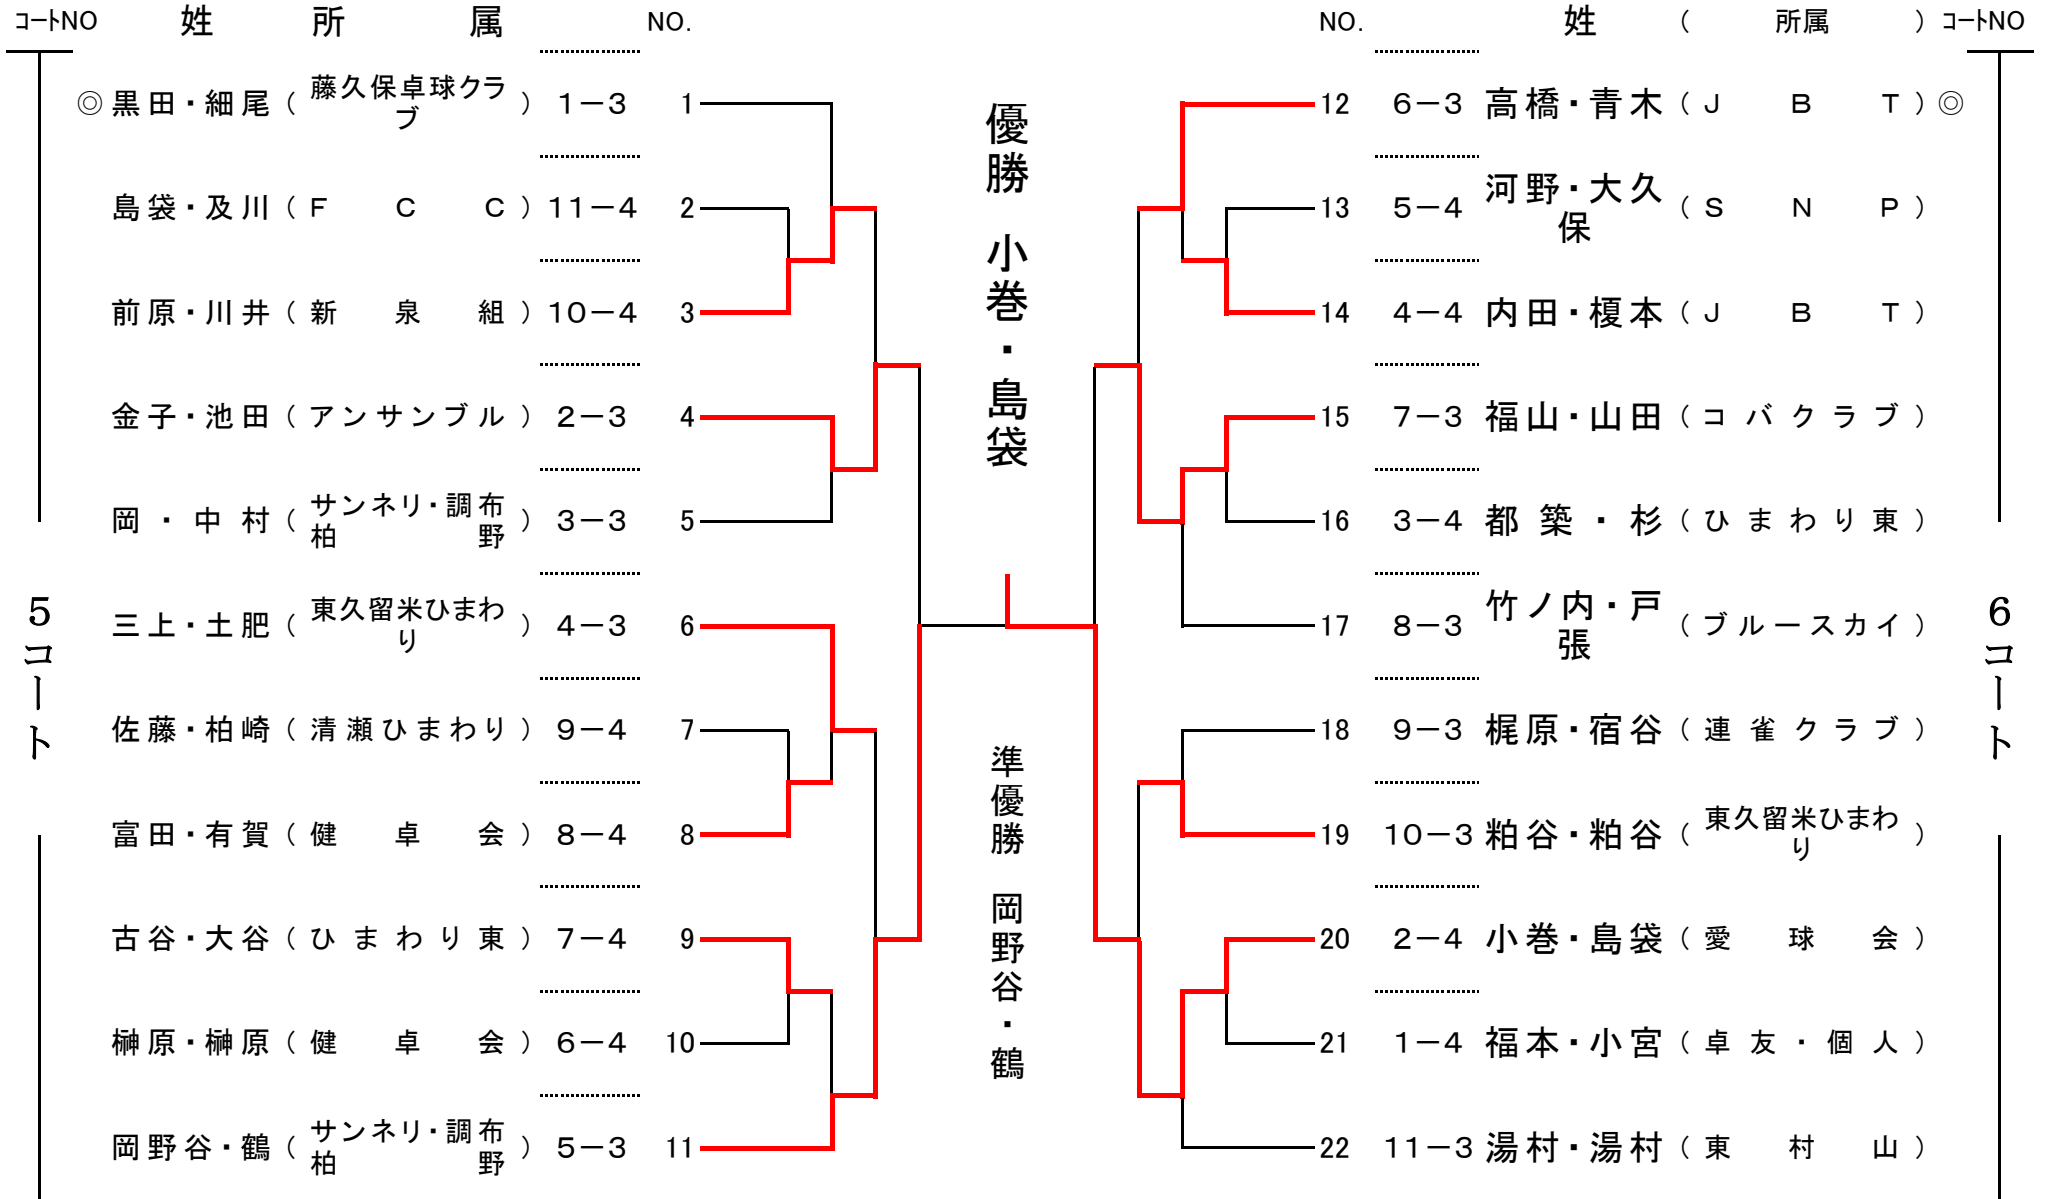 コートNO 姓 所 属 NO.
◎ 黒田・細尾 ( 藤久保卓球クラブ ) 1－3 1
島袋・及川 ( F C C ) 11－4 2
前原・川井 ( 新泉組 ) 10－4 3
金子・池田 ( アンサンブル ) 2－3 4
岡・中村 ( サンネリ・調布柏野 ) 3－3 5
三上・土肥 ( 東久留米ひまわり ) 4－3 6
佐藤・柏崎 ( 清瀬ひまわり ) 9－4 7
富田・有賀 ( 健卓会 ) 8－4 8
古谷・大谷 ( ひまわり東 ) 7－4 9
榊原・榊原 ( 健卓会 ) 6－4 10
岡野谷・鶴 ( サンネリ・調布柏野 ) 5－3 11
5コート
優勝 小巻・島袋
準優勝 岡野谷・鶴
NO. 姓 ( 所属 ) コートNO
12 6－3 高橋・青木 ( J B T ) ◎
13 5－4 河野・大久保 ( S N P )
14 4－4 内田・榎本 ( J B T )
15 7－3 福山・山田 ( コバクラブ )
16 3－4 都築・杉 ( ひまわり東 )
17 8－3 竹ノ内・戸張 ( ブルースカイ )
18 9－3 梶原・宿谷 ( 連雀クラブ )
19 10－3 粕谷・粕谷 ( 東久留米ひまわり )
20 2－4 小巻・島袋 ( 愛球会 )
21 1－4 福本・小宮 ( 卓友・個人 )
22 11－3 湯村・湯村 ( 東村山 )
6コート